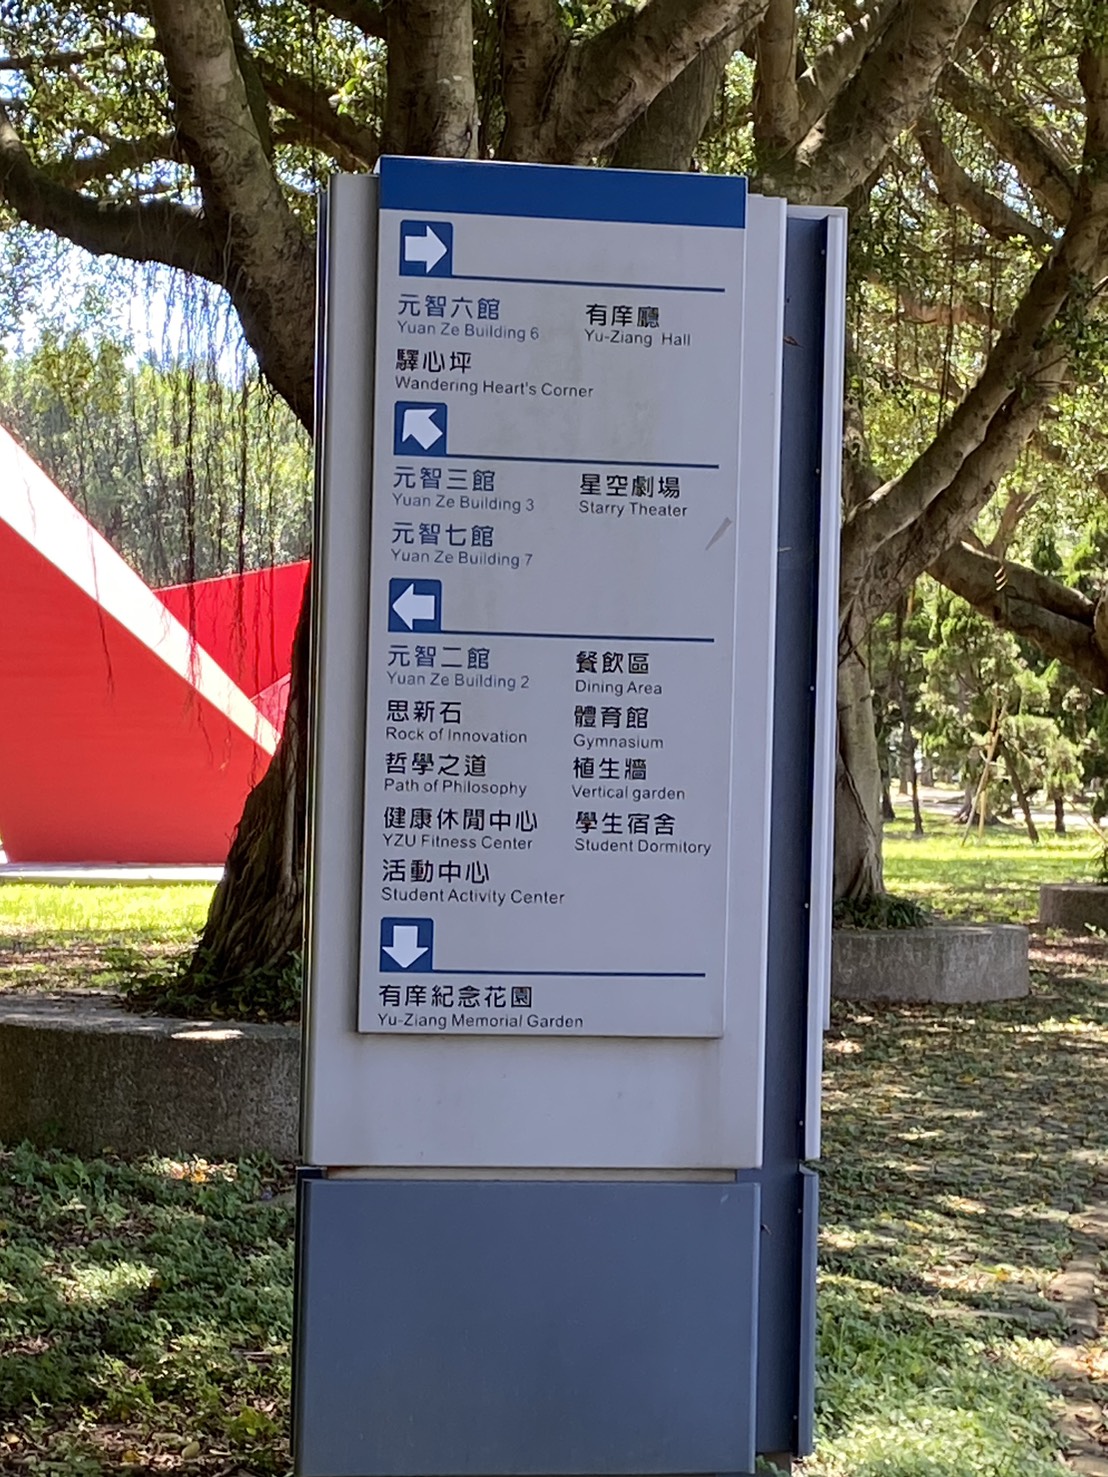 元智六館 有庠廳
Yuan Ze Building 6 Yu-Ziang Hall
驛心坪
Wandering Heart's Corner
元智三館 星空劇場
Yuan Ze Building 3 Starry Theater
元智七館
Yuan Ze Building 7
元智二館 餐飲區
Yuan Ze Building 2 Dining Area
思新石 體育館
Rock of Innovation Gymnasium
哲學之道 植生牆
Path of Philosophy Vertical garden
健康休閒中心 學生宿舍
YZU Fitness Center Student Dormitory
活動中心
Student Activity Center
有庠紀念花園
Yu-Ziang Memorial Garden